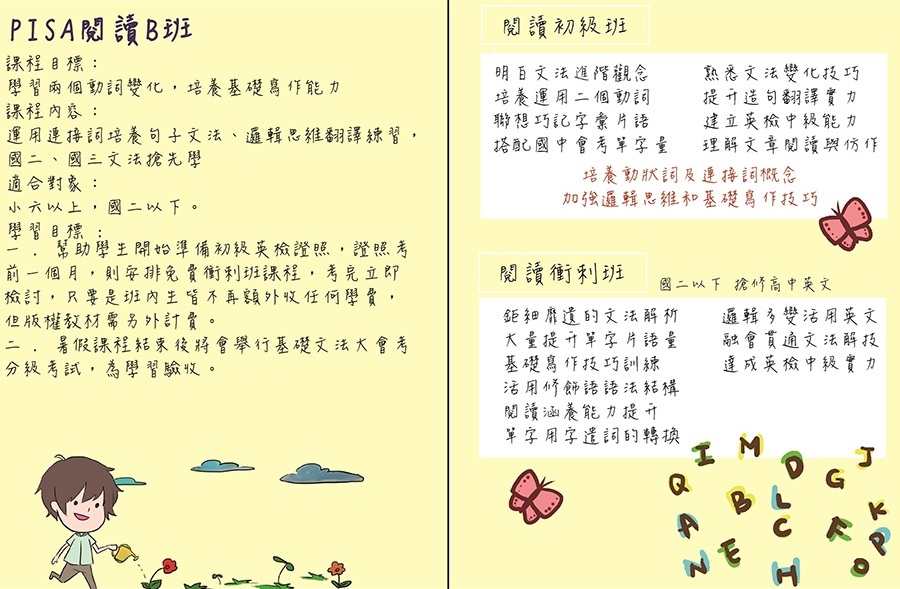 PISA閱讀B班
課程目標：
學習兩個動詞變化，培養基礎寫作能力
課程內容：
運用連接詞培養句子文法、邏輯思維翻譯練習，
國二、國三文法搶先學
適合對象：
小六以上，國二以下。
學習目標：
一．幫助學生開始準備初級英檢證照，證照考
前一個月，則安排免費衝刺班課程，考完立即
檢討，只要是班內生皆不再額外收任何學費，
但版權教材需另外計費。
二．暑假課程結束後將會舉行基礎文法大會考
分級考試，為學習驗收。
閱讀初級班
明白文法進階觀念 熟悉文法變化技巧
培養運用二個動詞 提升造句翻譯實力
聯想巧記字彙片語 建立英檢中級能力
搭配國中會考單字量 理解文章閱讀與仿作
培養動狀詞及連接詞概念
加強邏輯思維和基礎寫作技巧
閱讀衝刺班 國二以下 搶修高中英文
鉅細靡遺的文法解析 邏輯多變活用英文
大量提升單字片語量 融會貫通文法解技
基礎寫作技巧訓練 達成英檢中級實力
活用修飾語語法結構
閱讀涵養能力提升
單字用字遣詞的轉換
I M D J
Q B L G
A C F K
N E H O P